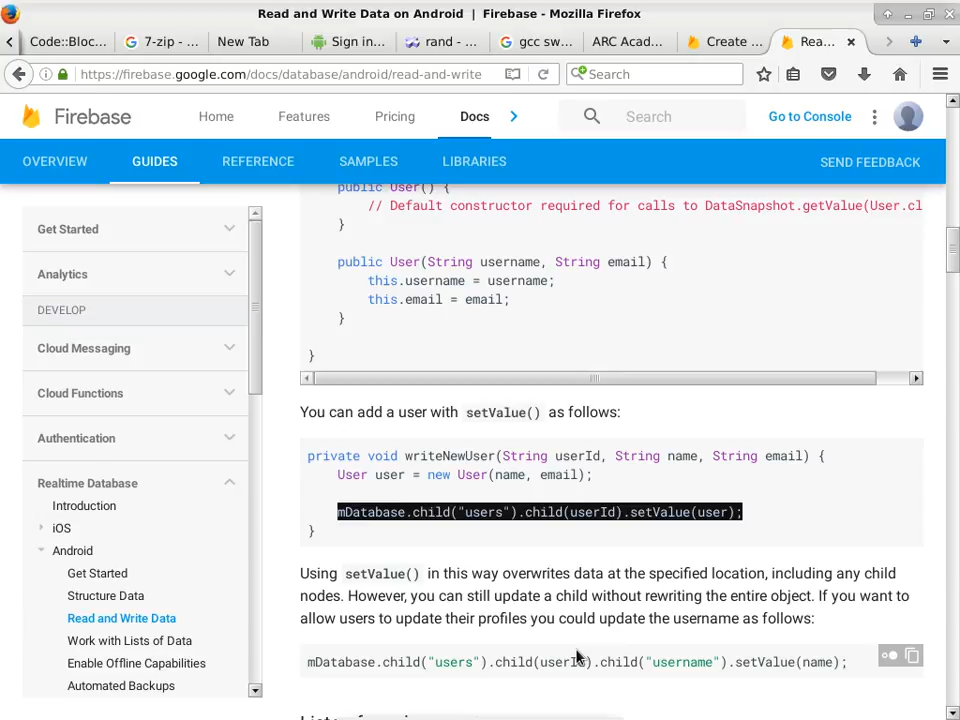 Read and Write Data on Android | Firebase - Mozilla Firefox
Code::Bloc... 7-zip - ... New Tab Sign in... rand - ... gcc sw... ARC Acad... Create ... Rea...
https://firebase.google.com/docs/database/android/read-and-write Search
Firebase Home Features Pricing Docs Search Go to Console
OVERVIEW GUIDES REFERENCE SAMPLES LIBRARIES SEND FEEDBACK
Get Started
Analytics
DEVELOP
Cloud Messaging
Cloud Functions
Authentication
Realtime Database
Introduction
iOS
Android
Get Started
Structure Data
Read and Write Data
Work with Lists of Data
Enable Offline Capabilities
Automated Backups
public User() {
// Default constructor required for calls to DataSnapshot.getValue(User.cl
}
public User(String username, String email) {
this.username = username;
this.email = email;
}
}
You can add a user with setValue() as follows:
private void writeNewUser(String userId, String name, String email) {
User user = new User(name, email);
mDatabase.child("users").child(userId).setValue(user);
}
Using setValue() in this way overwrites data at the specified location, including any child
nodes. However, you can still update a child without rewriting the entire object. If you want to
allow users to update their profiles you could update the username as follows:
mDatabase.child("users").child(userId).child("username").setValue(name);